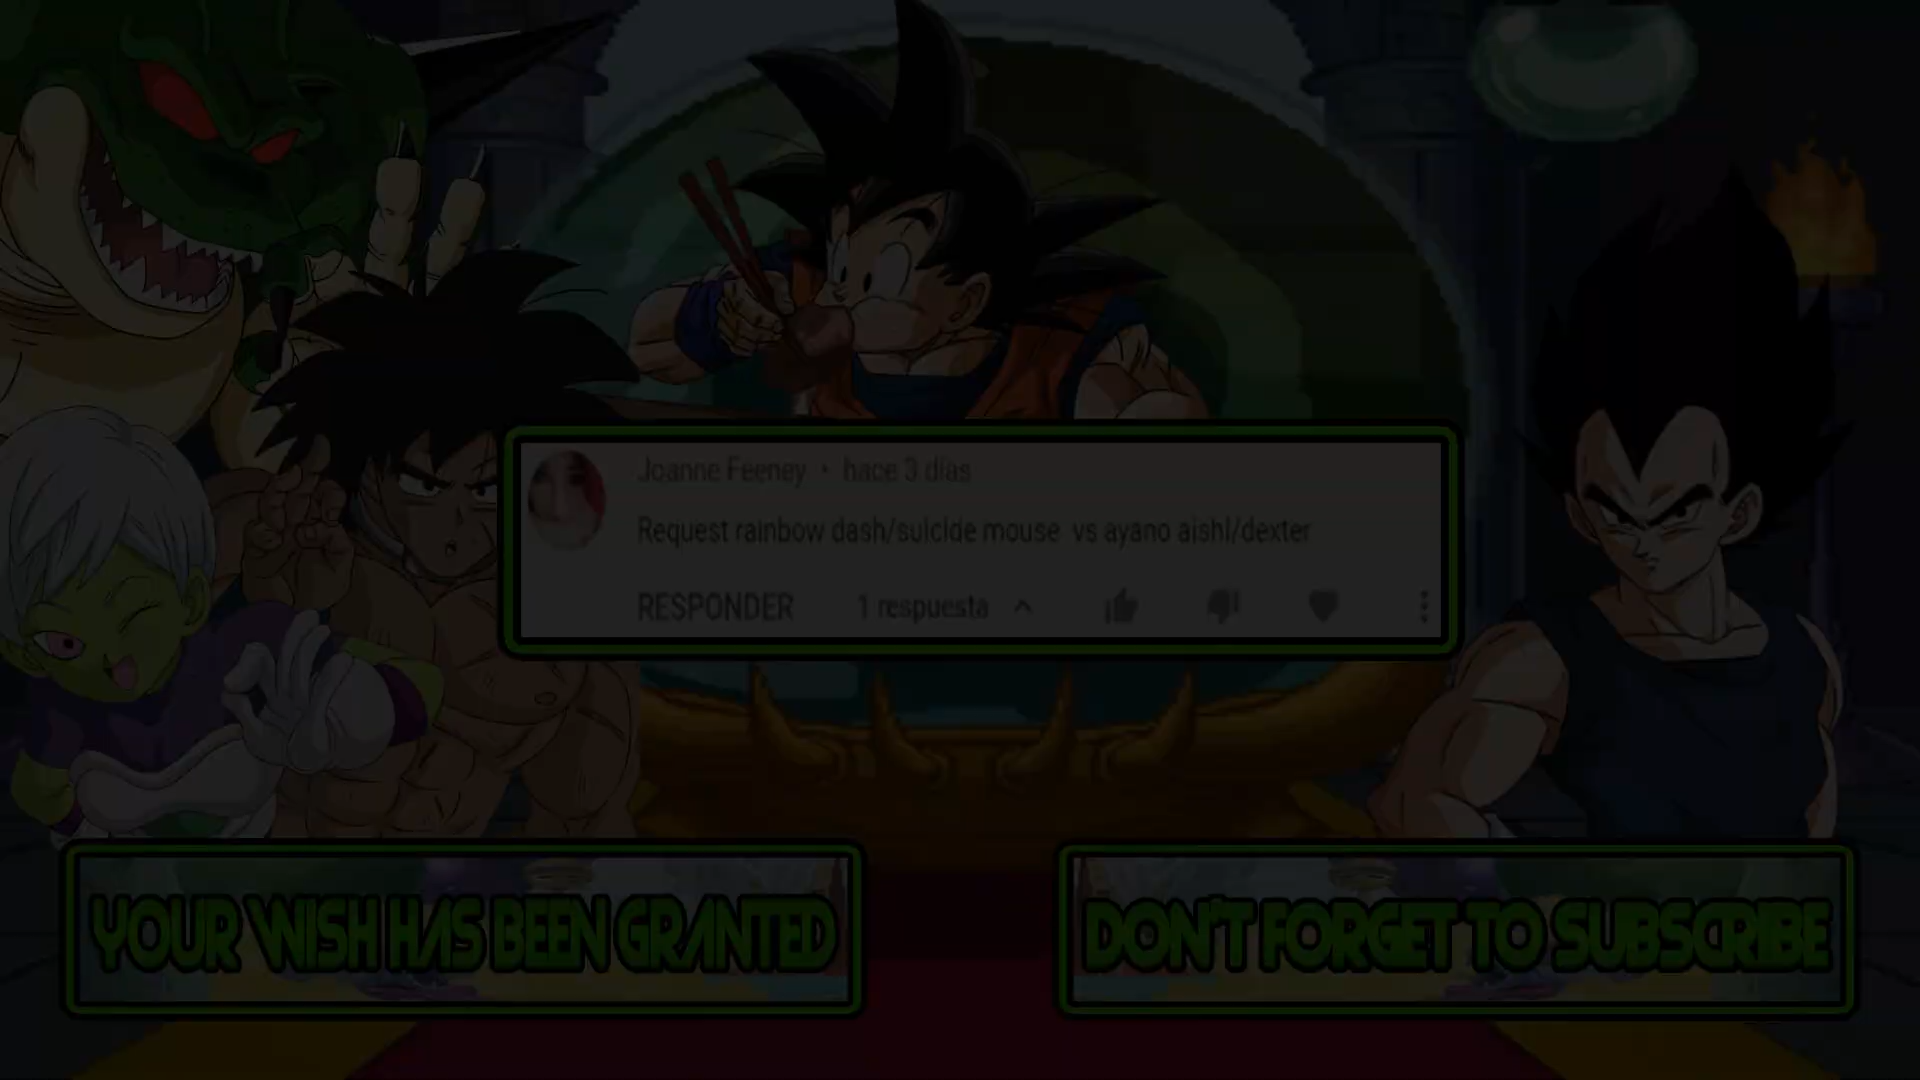 Joanne Feeney · hace 3 días
Request rainbow dash/suicide mouse vs ayano aishi/dexter
RESPONDER 1 respuesta
YOUR WISH HAS BEEN GRANTED
DON'T FORGET TO SUBSCRIBE